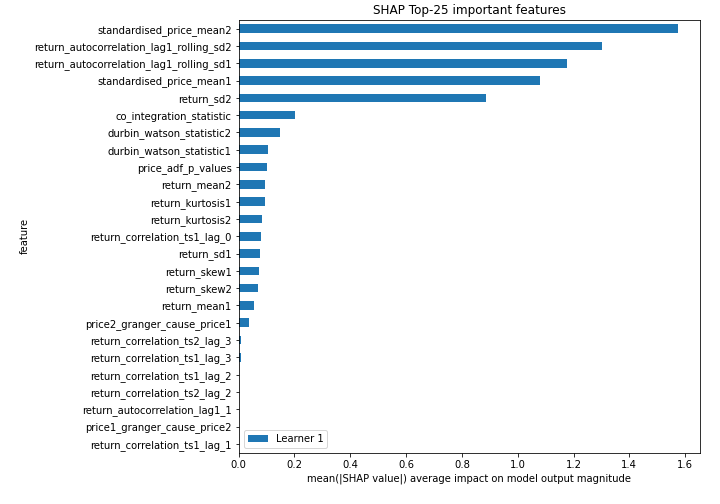 SHAP Top-25 important features
standardised_price_mean2
return_autocorrelation_lag1_rolling_sd2
return_autocorrelation_lag1_rolling_sd1
standardised_price_mean1
return_sd2
co_integration_statistic
durbin_watson_statistic2
durbin_watson_statistic1
price_adf_p_values
return_mean2
return_kurtosis1
return_kurtosis2
return_correlation_ts1_lag_0
return_sd1
return_skew1
return_skew2
return_mean1
price2_granger_cause_price1
return_correlation_ts2_lag_3
return_correlation_ts1_lag_3
return_correlation_ts1_lag_2
return_correlation_ts2_lag_2
return_autocorrelation_lag1_1
price1_granger_cause_price2
return_correlation_ts1_lag_1
feature
Learner 1
0.0 0.2 0.4 0.6 0.8 1.0 1.2 1.4 1.6
mean(|SHAP value|) average impact on model output magnitude